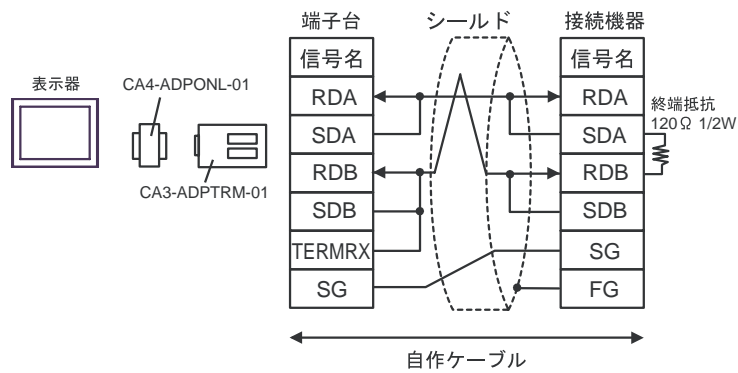 端子台
シールド
接続機器
信号名
信号名
表示器
CA4-ADPONL-01
CA3-ADPTRM-01
RDA
RDA
SDA
SDA
RDB
RDB
SDB
SDB
TERMRX
SG
SG
FG
終端抵抗
120Ω 1/2W
自作ケーブル